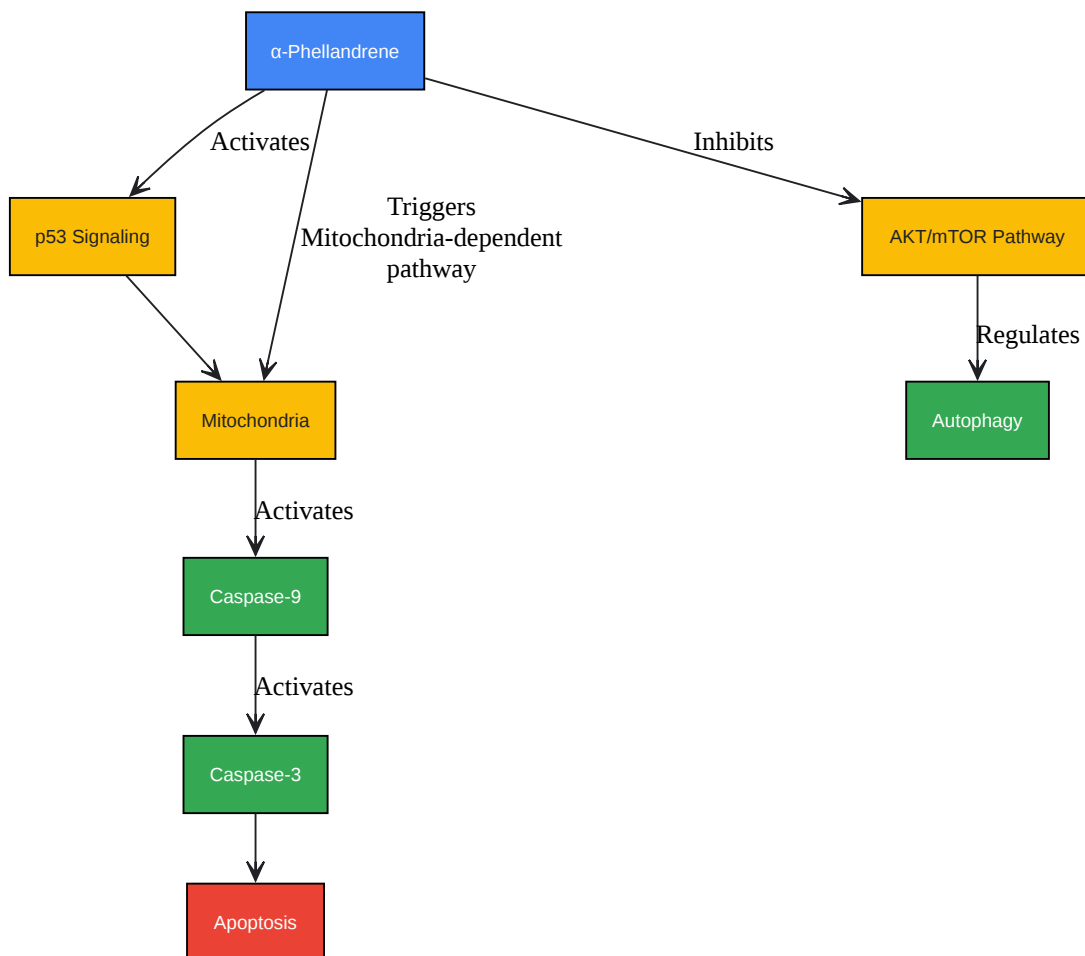 α-Phellandrene
Activates
Inhibits
Triggers
Mitochondria-dependent
pathway
p53 Signaling
AKT/mTOR Pathway
Regulates
Mitochondria
Autophagy
Activates
Caspase-9
Activates
Caspase-3
Apoptosis